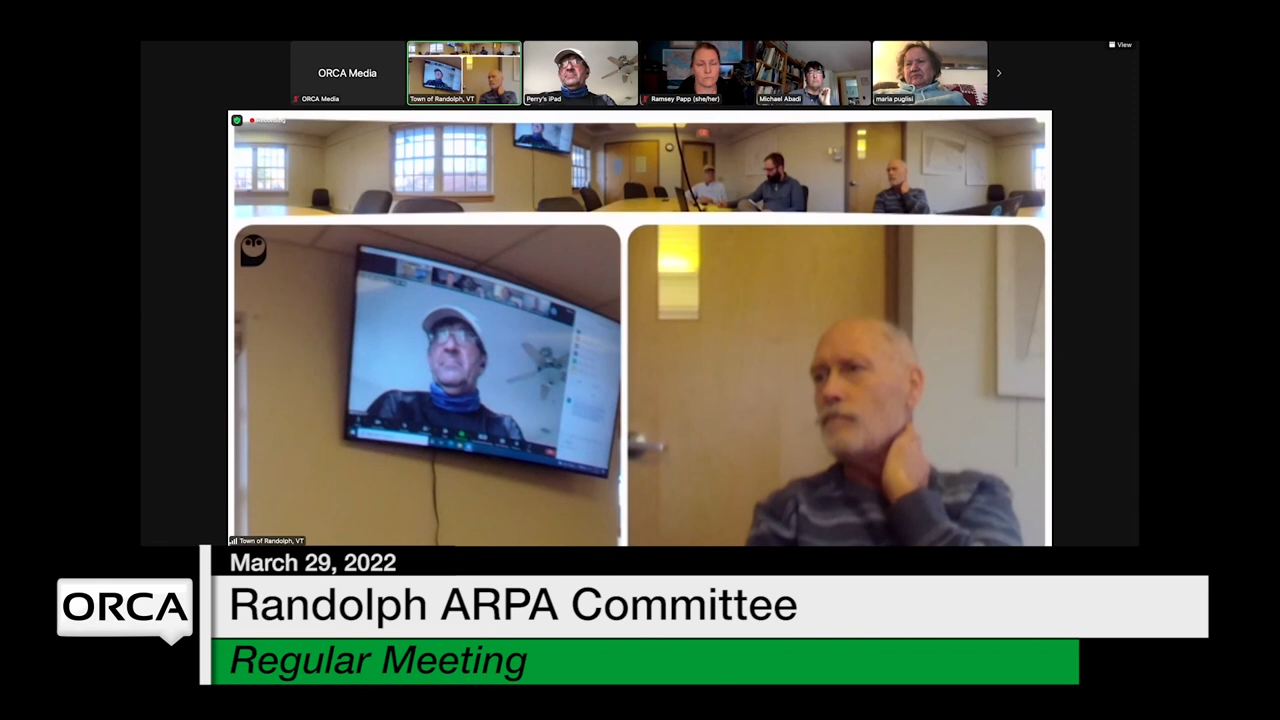 View
ORCA Media
ORCA Media
Town of Randolph, VT
Perry's iPad
Ramsey Papp (she/her)
Michael Abadi
maria puglisi
Recording
Town of Randolph, VT
March 29, 2022
ORCA
Randolph ARPA Committee
Regular Meeting